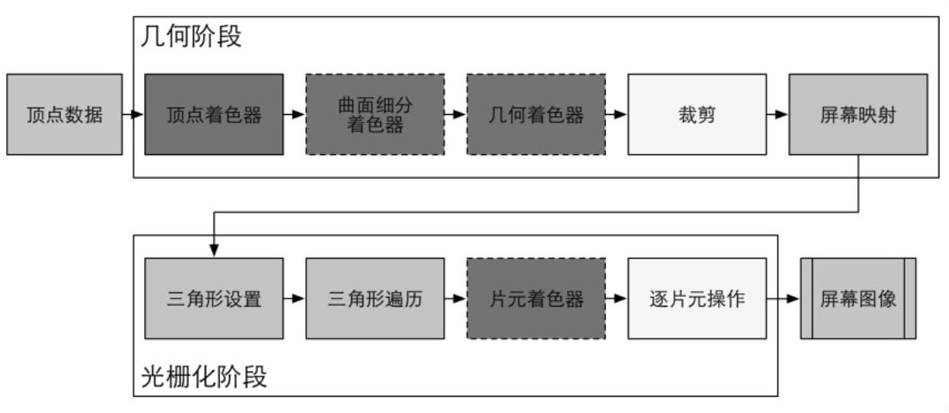 几何阶段
顶点数据
顶点着色器
曲面细分
着色器
几何着色器
裁剪
屏幕映射
三角形设置
三角形遍历
片元着色器
逐片元操作
屏幕图像
光栅化阶段